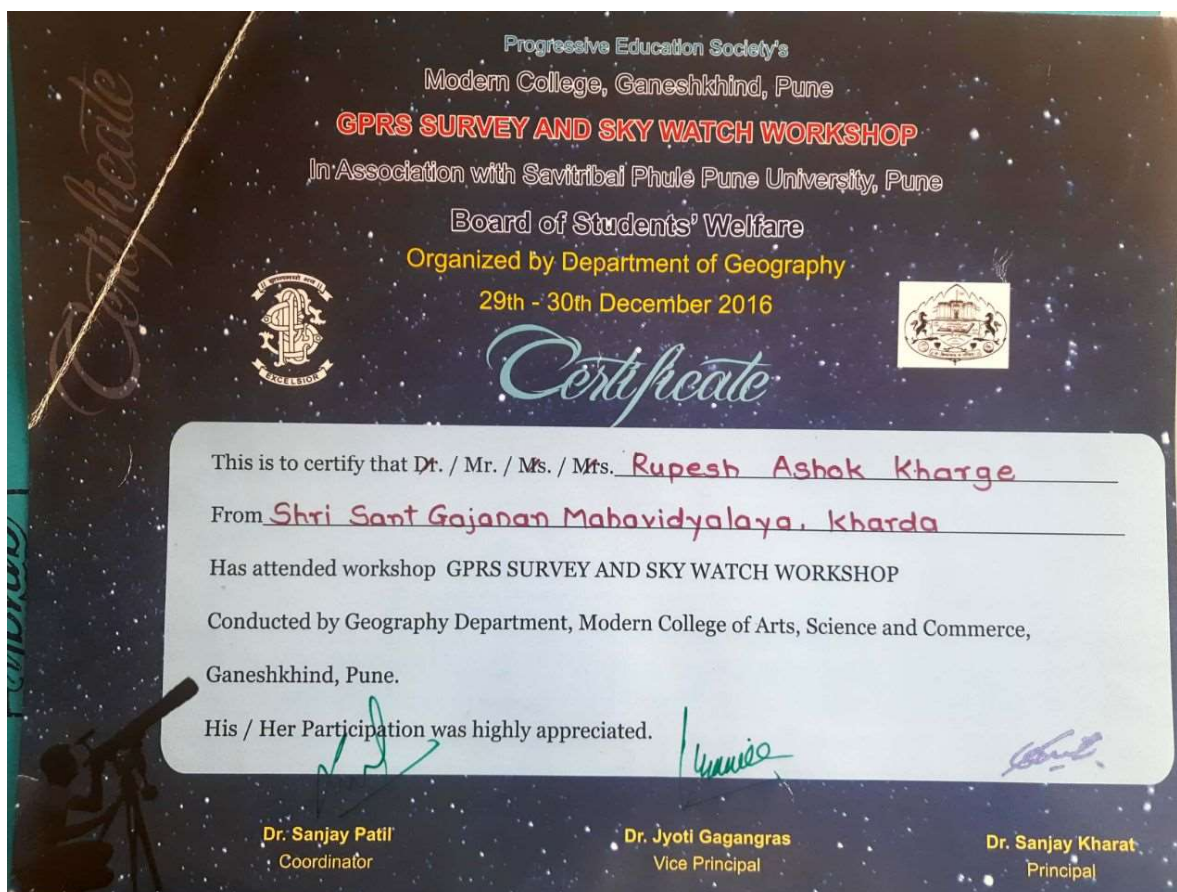 Progressive Education Society's
Modern College, Ganeshkhind, Pune
GPRS SURVEY AND SKY WATCH WORKSHOP
In Association with Savitribai Phule Pune University, Pune
Board of Students' Welfare
Organized by Department of Geography
29th - 30th December 2016
EXCELSIOR
Certificate
Certificate
This is to certify that Dr. / Mr. / Ms. / Mrs. Rupesh Ashok Kharge
From Shri Sant Gajanan Mahavidyalaya, Kharda
Has attended workshop GPRS SURVEY AND SKY WATCH WORKSHOP
Conducted by Geography Department, Modern College of Arts, Science and Commerce,
Ganeshkhind, Pune.
His / Her Participation was highly appreciated.
Dr. Sanjay Patil
Coordinator
Dr. Jyoti Gagangras
Vice Principal
Dr. Sanjay Kharat
Principal